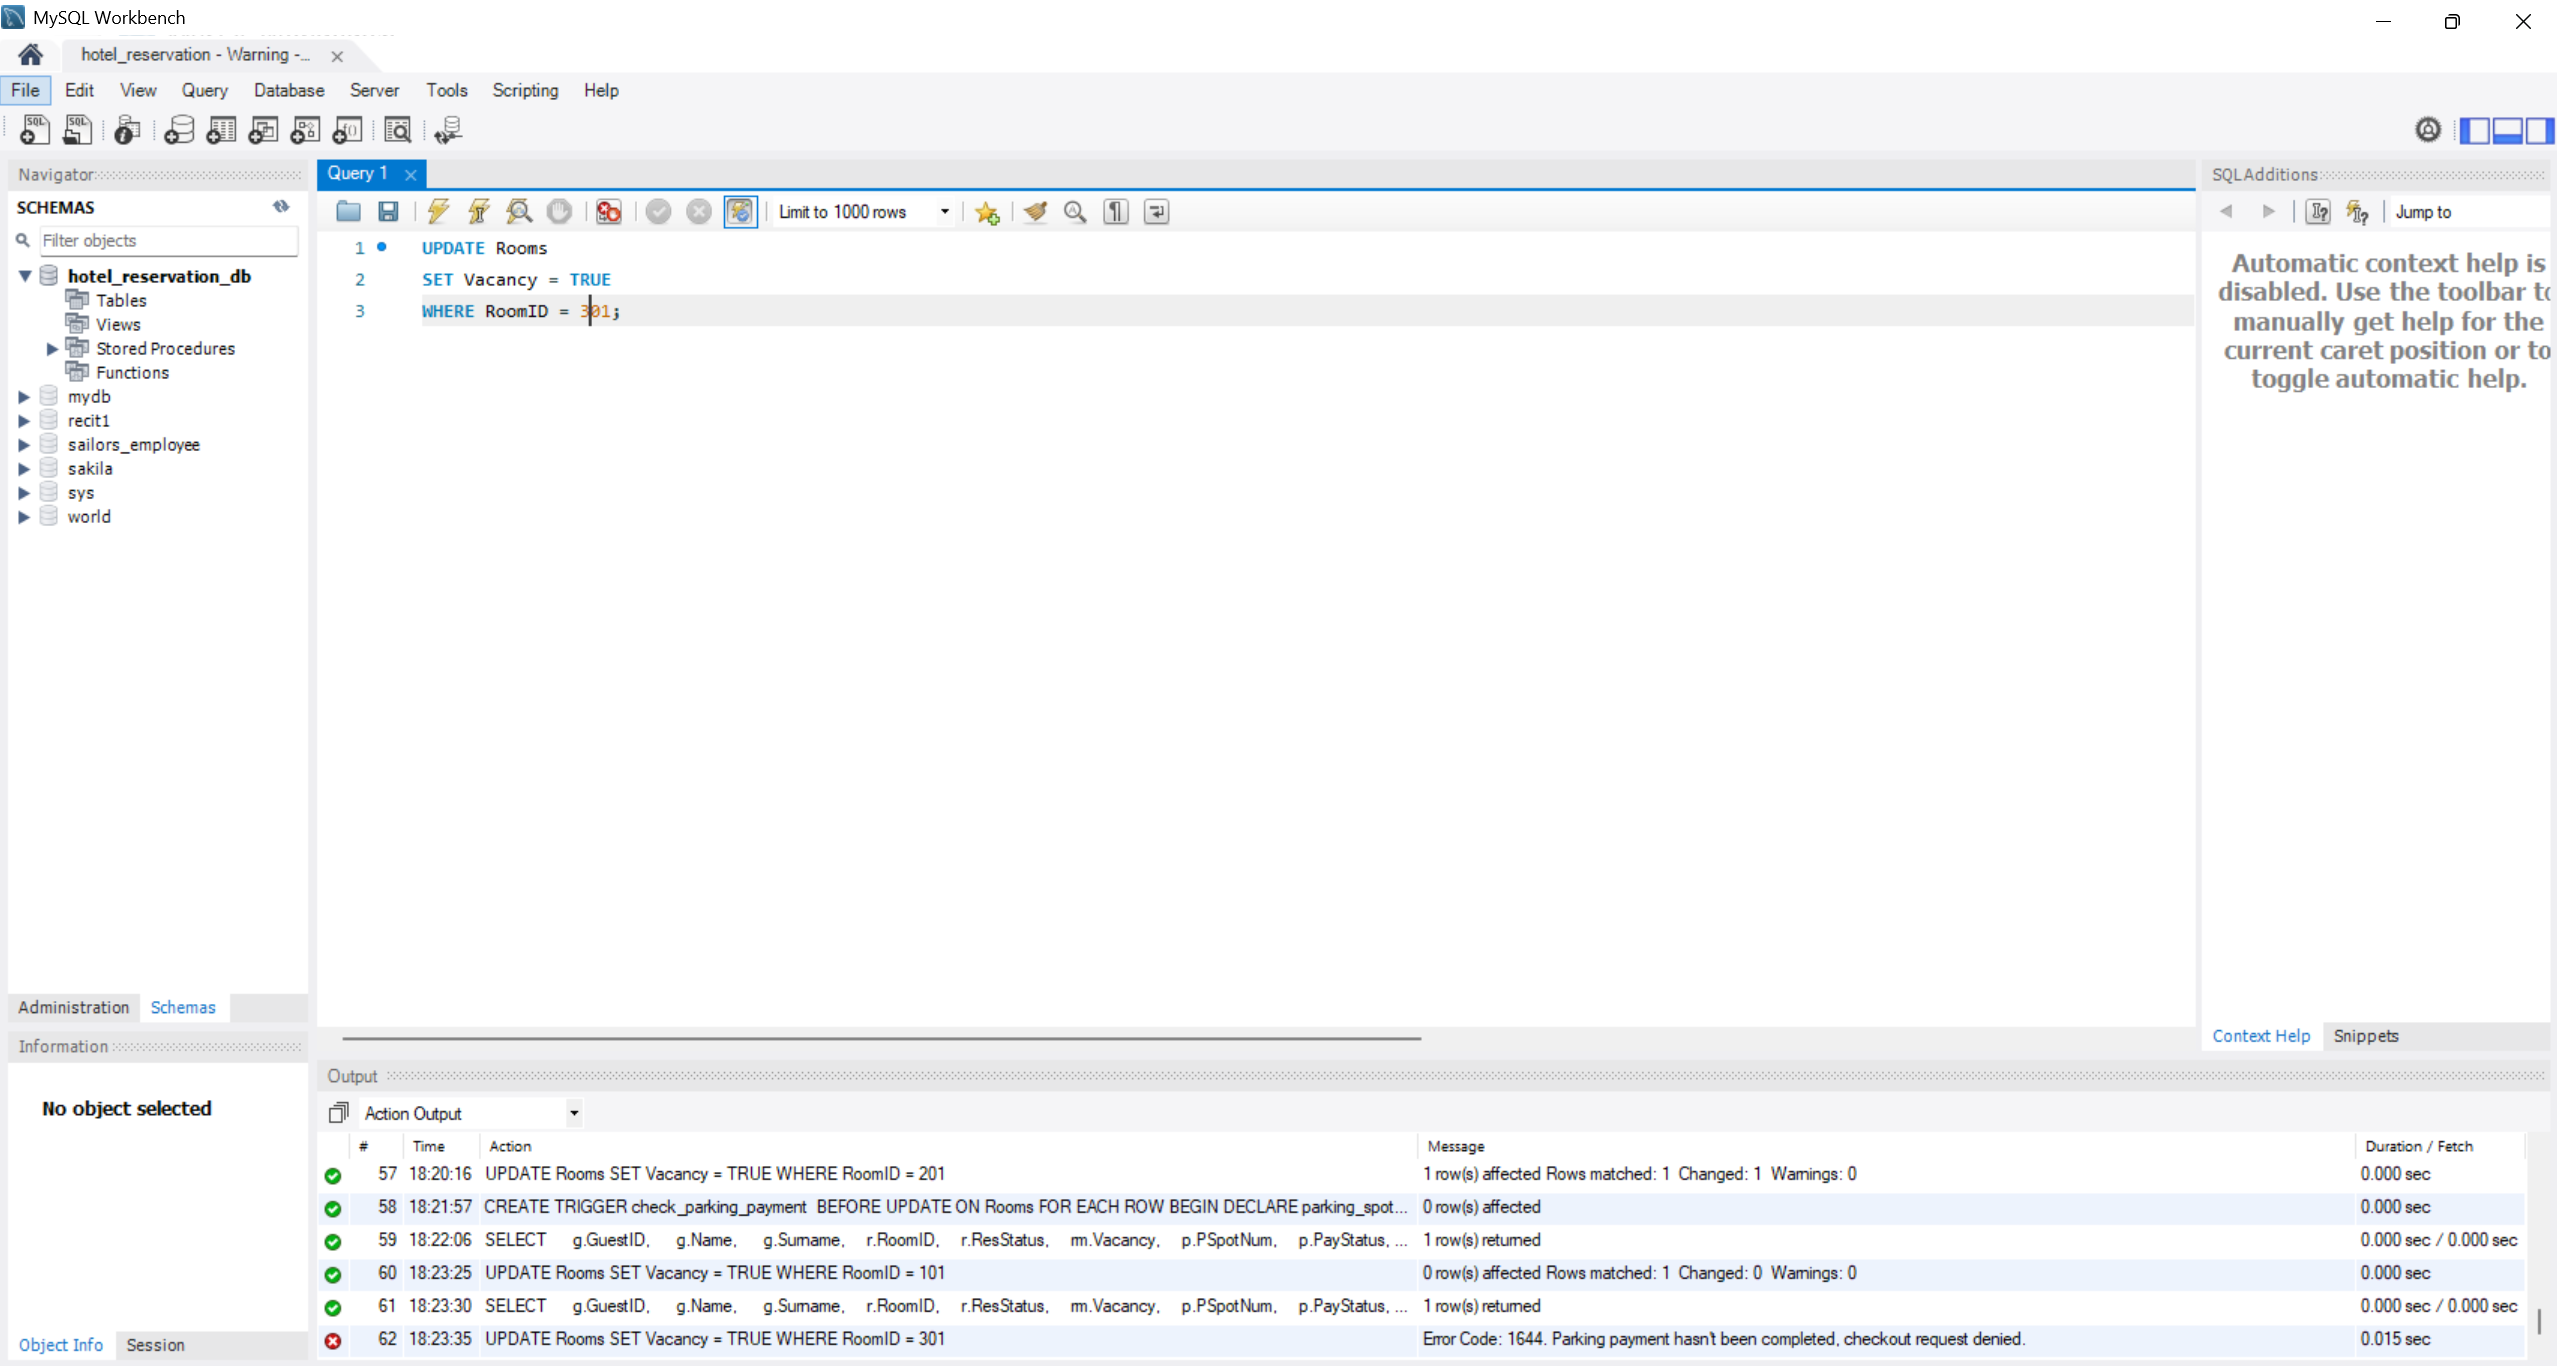 MySQL Workbench
hotel_reservation - Warning -...
File Edit View Query Database Server Tools Scripting Help
Navigator
SCHEMAS
Filter objects
hotel_reservation_db
Tables
Views
Stored Procedures
Functions
mydb
recit1
sailors_employee
sakila
sys
world
Administration Schemas
Information
No object selected
Object Info Session
Query 1
Limit to 1000 rows
1 UPDATE Rooms
2 SET Vacancy = TRUE
3 WHERE RoomID = 301;
SQLAdditions
Jump to
Automatic context help is
disabled. Use the toolbar to
manually get help for the
current caret position or to
toggle automatic help.
Context Help Snippets
Output
Action Output
# Time Action Message Duration / Fetch
57 18:20:16 UPDATE Rooms SET Vacancy = TRUE WHERE RoomID = 201 1 row(s) affected Rows matched: 1 Changed: 1 Warnings: 0 0.000 sec
58 18:21:57 CREATE TRIGGER check_parking_payment BEFORE UPDATE ON Rooms FOR EACH ROW BEGIN DECLARE parking_spot... 0 row(s) affected 0.000 sec
59 18:22:06 SELECT g.GuestID, g.Name, g.Surname, r.RoomID, r.ResStatus, rm.Vacancy, p.PSpotNum, p.PayStatus, ... 1 row(s) returned 0.000 sec / 0.000 sec
60 18:23:25 UPDATE Rooms SET Vacancy = TRUE WHERE RoomID = 101 0 row(s) affected Rows matched: 1 Changed: 0 Warnings: 0 0.000 sec
61 18:23:30 SELECT g.GuestID, g.Name, g.Surname, r.RoomID, r.ResStatus, rm.Vacancy, p.PSpotNum, p.PayStatus, ... 1 row(s) returned 0.000 sec / 0.000 sec
62 18:23:35 UPDATE Rooms SET Vacancy = TRUE WHERE RoomID = 301 Error Code: 1644. Parking payment hasn't been completed, checkout request denied. 0.015 sec